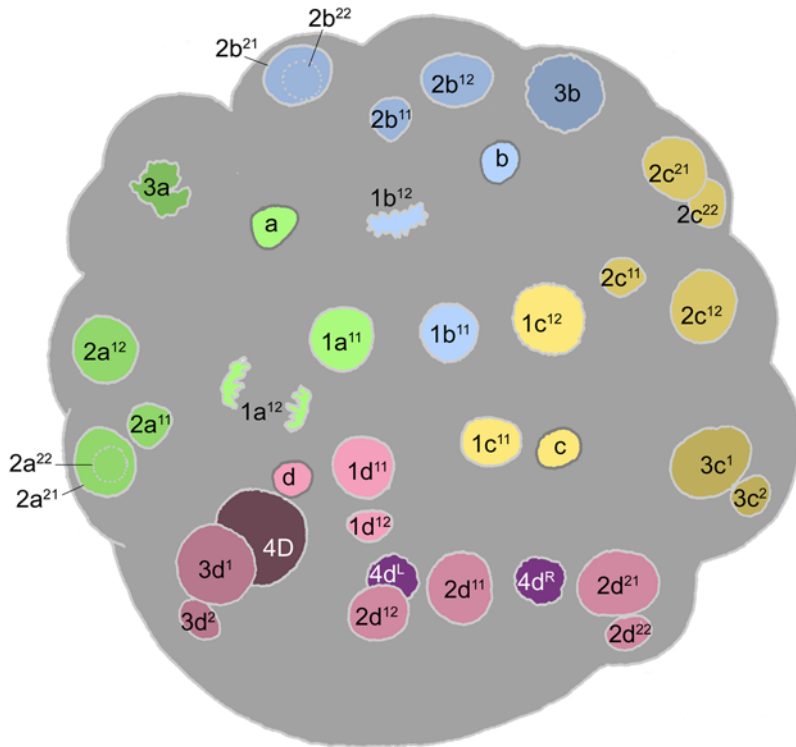 2b²²
2b²¹
2b¹²
3b
2b¹¹
b
2c²¹
3a
1b¹²
2c²²
a
2c¹¹
2c¹²
1c¹²
1a¹¹
1b¹¹
2a¹²
1a¹²
2a¹¹
1c¹¹
c
2a²²
3c¹
d
1d¹¹
2a²¹
3c²
1d¹²
4D
3d¹
4dᴸ
2d¹¹
4dᴿ
2d²¹
2d¹²
3d²
2d²²